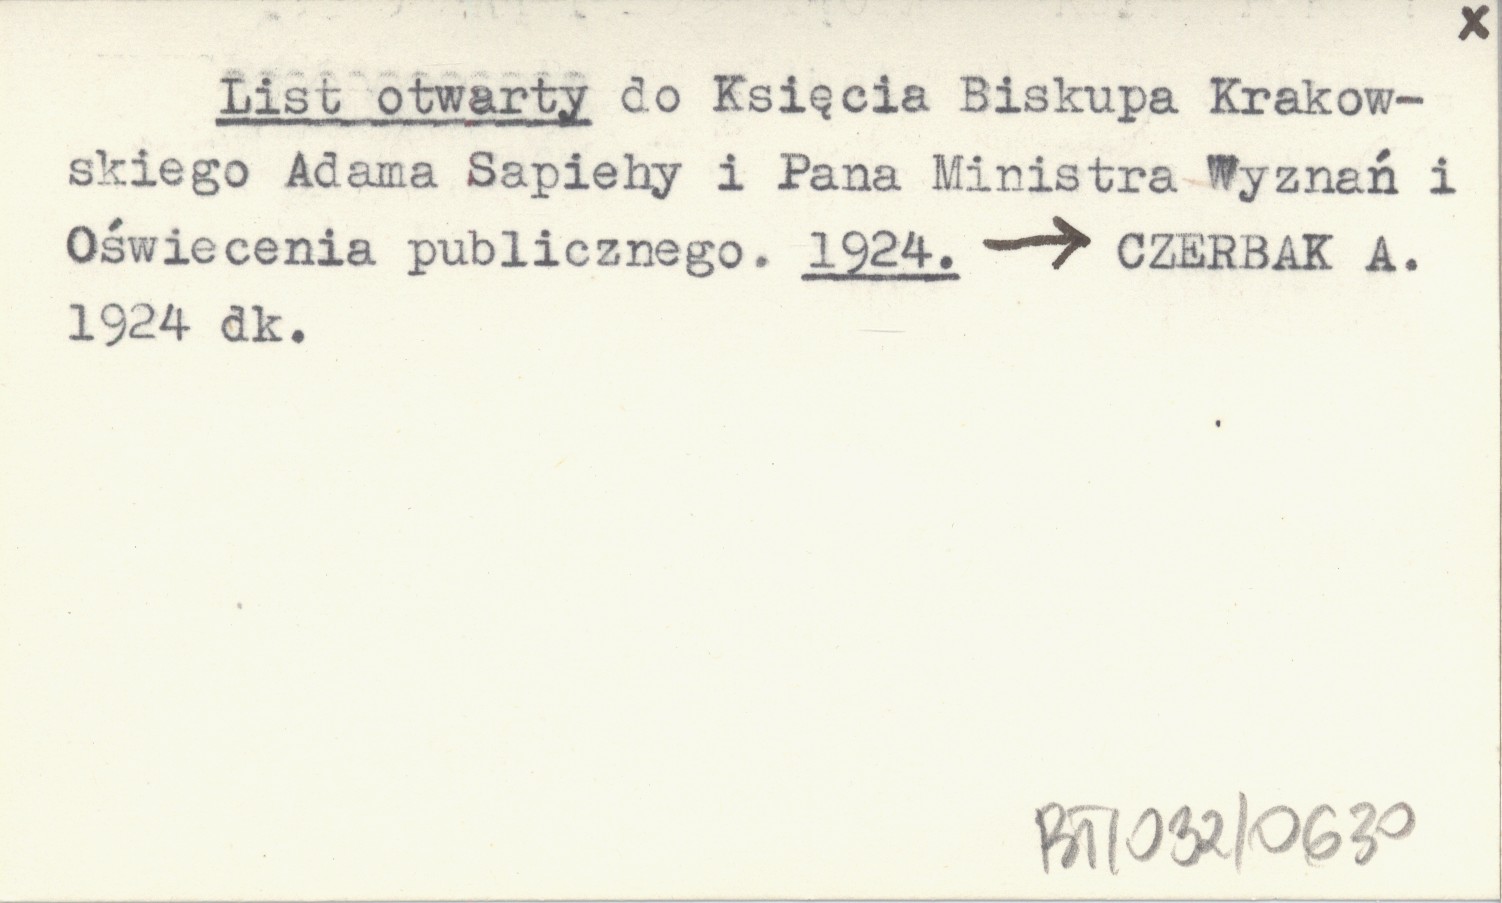 x
List otwarty do Księcia Biskupa Krakow-
skiego Adama Sapiehy i Pana Ministra Wyznań i
Oświecenia publicznego. 1924. → CZERBAK A.
1924 dk.
BT/032/0630